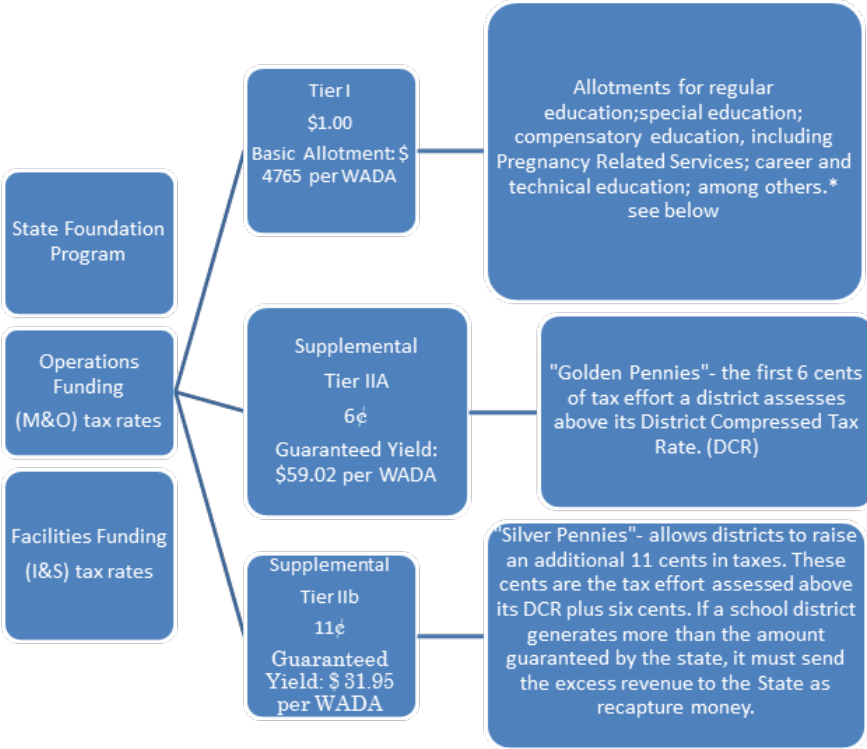 State Foundation
Program
Operations
Funding
(M&O) tax rates
Facilities Funding
(I&S) tax rates
Tier I
$1.00
Basic Allotment: $
4765 per WADA
Allotments for regular
education;special education;
compensatory education, including
Pregnancy Related Services; career and
technical education; among others.*
see below
Supplemental
Tier IIA
6¢
Guaranteed Yield:
$59.02 per WADA
"Golden Pennies"- the first 6 cents
of tax effort a district assesses
above its District Compressed Tax
Rate. (DCR)
Supplemental
Tier IIb
11¢
Guaranteed
Yield: $ 31.95
per WADA
"Silver Pennies"- allows districts to raise
an additional 11 cents in taxes. These
cents are the tax effort assessed above
its DCR plus six cents. If a school district
generates more than the amount
guaranteed by the state, it must send
the excess revenue to the State as
recapture money.